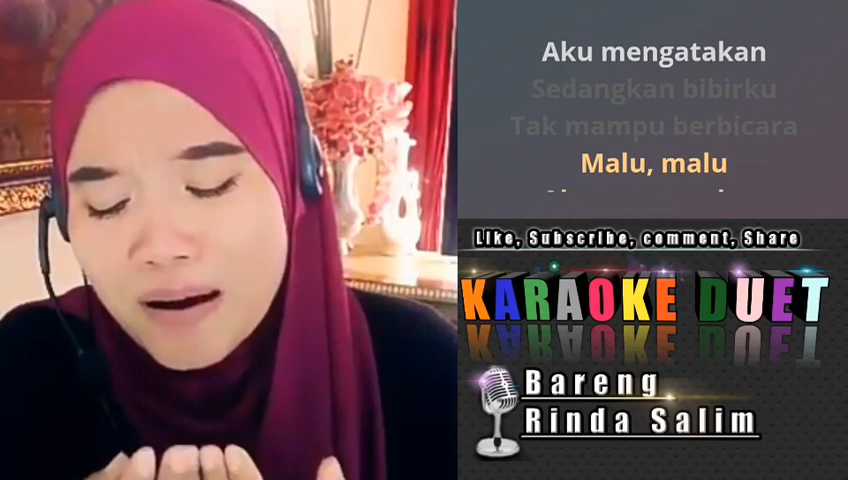 Aku mengatakan
Sedangkan bibirku
Tak mampu berbicara
Malu, malu
Like, Subscribe, comment, Share
KARAOKE DUET
Bareng
Rinda Salim